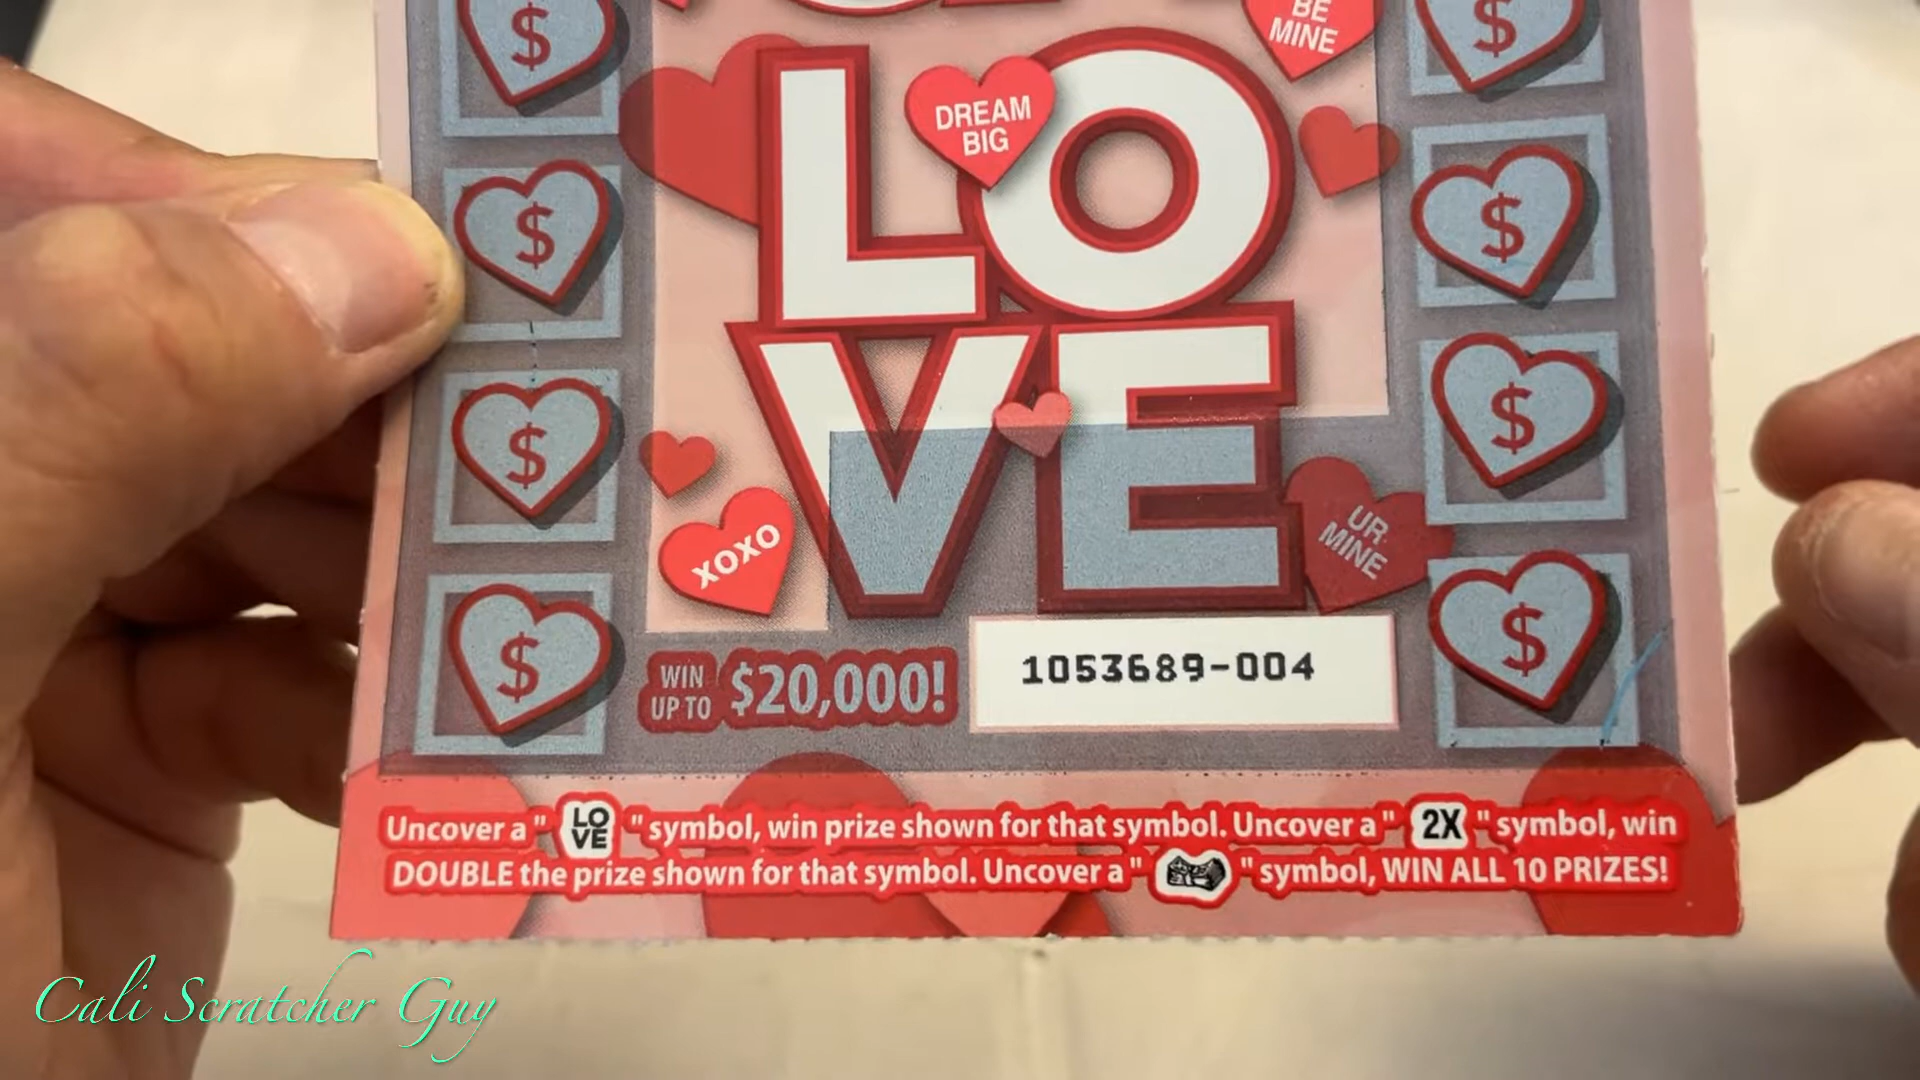 BE
MINE
DREAM
BIG
LO
VE
XOXO
UR
MINE
$
$
$
$
$
$
$
$
WIN
UP TO
$20,000!
1053689-004
Uncover a " LOVE " symbol, win prize shown for that symbol. Uncover a " 2X " symbol, win
DOUBLE the prize shown for that symbol. Uncover a " " symbol, WIN ALL 10 PRIZES!
Cali Scratcher Guy